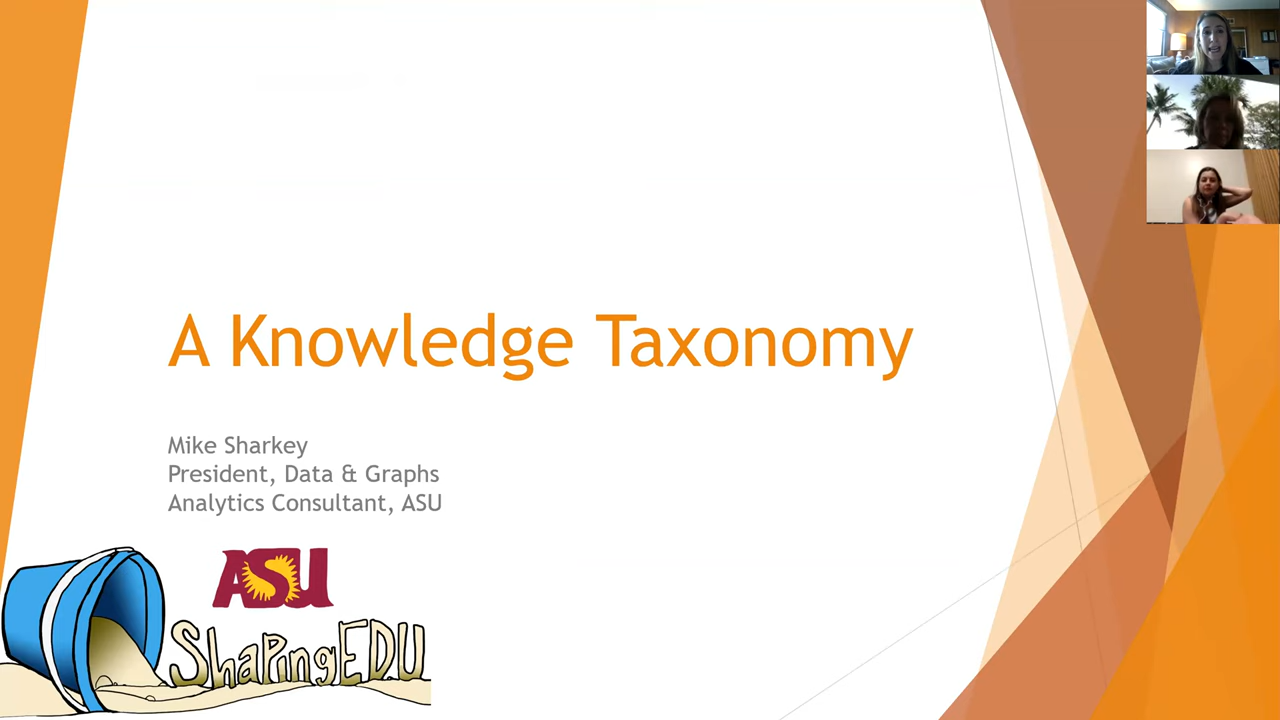 A Knowledge Taxonomy
Mike Sharkey
President, Data & Graphs
Analytics Consultant, ASU
ASU
ShapingEDU